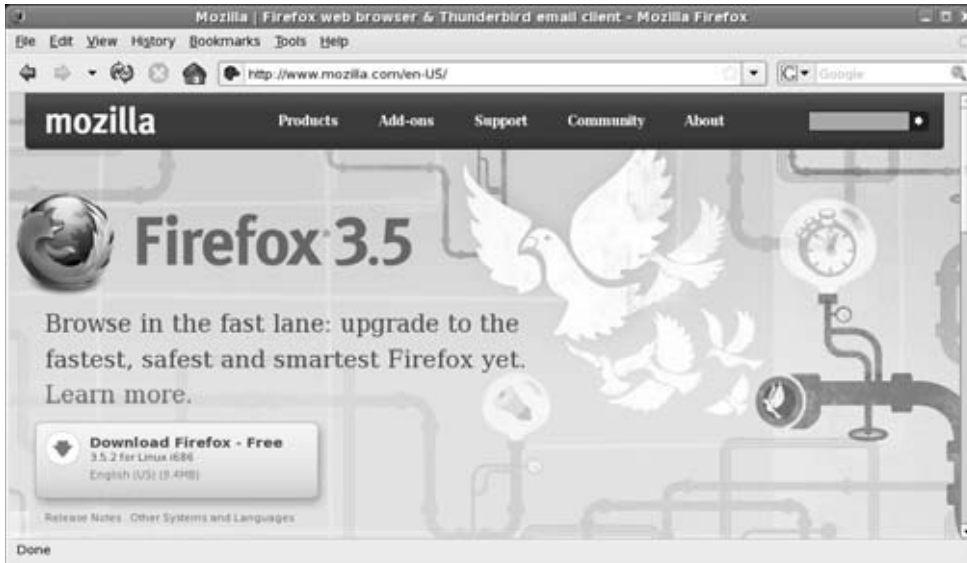 Mozilla | Firefox web browser & Thunderbird email client - Mozilla Firefox
File Edit View History Bookmarks Tools Help
http://www.mozilla.com/en-US/ Google
mozilla Products Add-ons Support Community About
Firefox 3.5
Browse in the fast lane: upgrade to the
fastest, safest and smartest Firefox yet.
Learn more.
Download Firefox - Free
3.5.2 for Linux i686
English (US) (9.4MB)
Release Notes Other Systems and Languages
Done